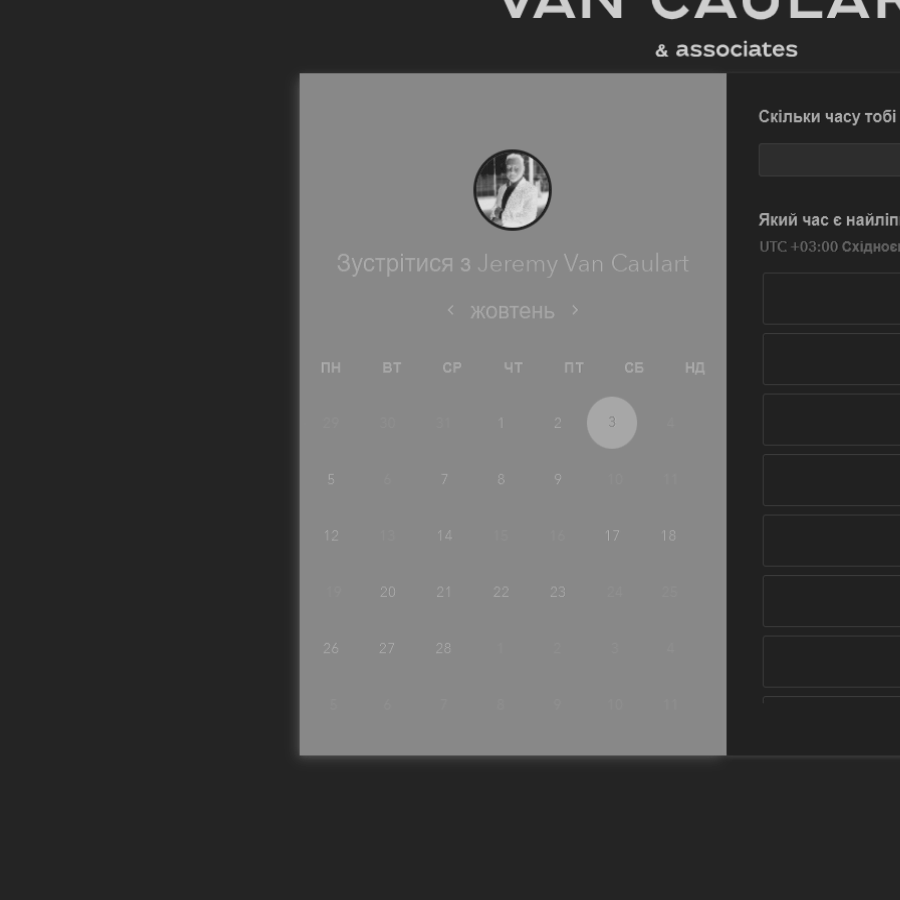 VAN CAULAR
& associates
Зустрітися з Jeremy Van Caulart
‹ жовтень ›
ПН ВТ СР ЧТ ПТ СБ НД
29 30 31 1 2 3 4
5 6 7 8 9 10 11
12 13 14 15 16 17 18
19 20 21 22 23 24 25
26 27 28 1 2 3 4
5 6 7 8 9 10 11
Скільки часу тобі
Який час є найліп
UTC +03:00 Східноє